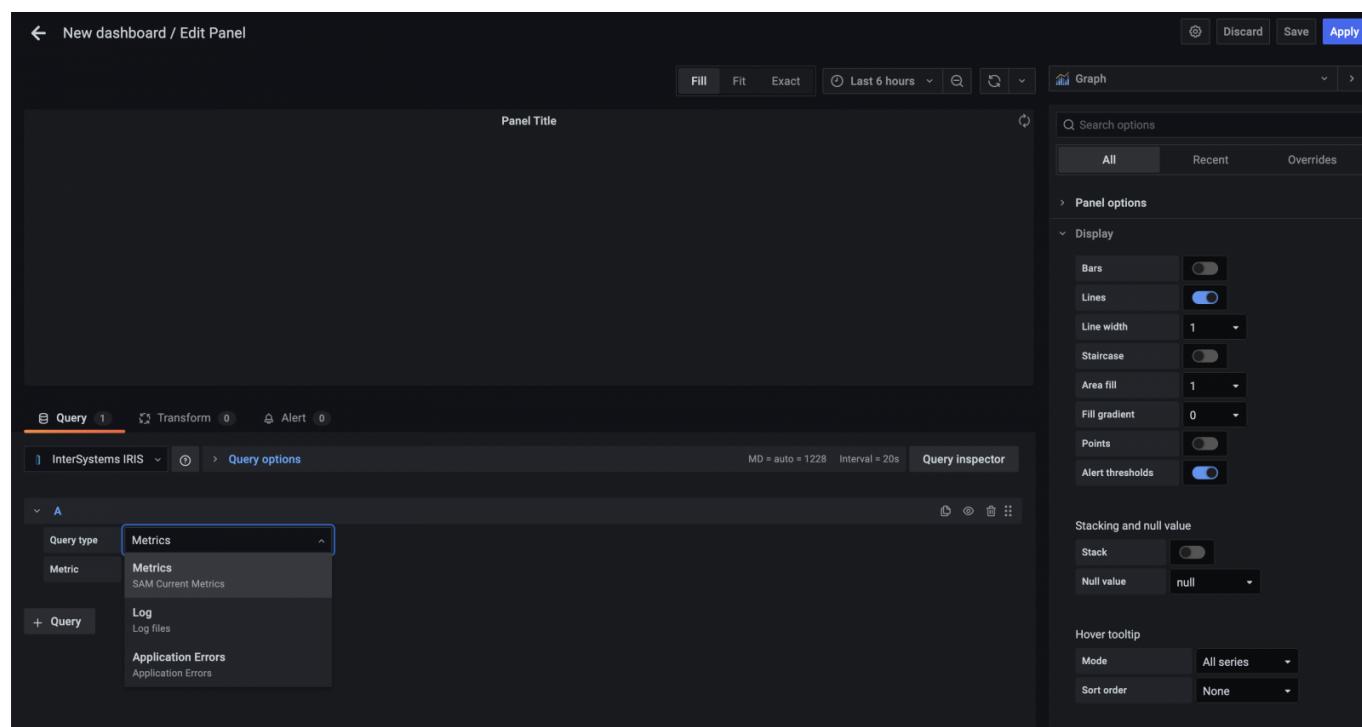 New dashboard / Edit Panel
Discard Save Apply
Fill Fit Exact Last 6 hours
Graph
Panel Title
Search options
All Recent Overrides
Panel options
Display
Bars
Lines
Line width 1
Staircase
Area fill 1
Fill gradient 0
Points
Alert thresholds
Stacking and null value
Stack
Null value null
Hover tooltip
Mode All series
Sort order None
Query 1 Transform 0 Alert 0
InterSystems IRIS Query options MD = auto = 1228 Interval = 20s Query inspector
A
Query type Metrics
Metric
Metrics
SAM Current Metrics
Log
Log files
Application Errors
Application Errors
+ Query